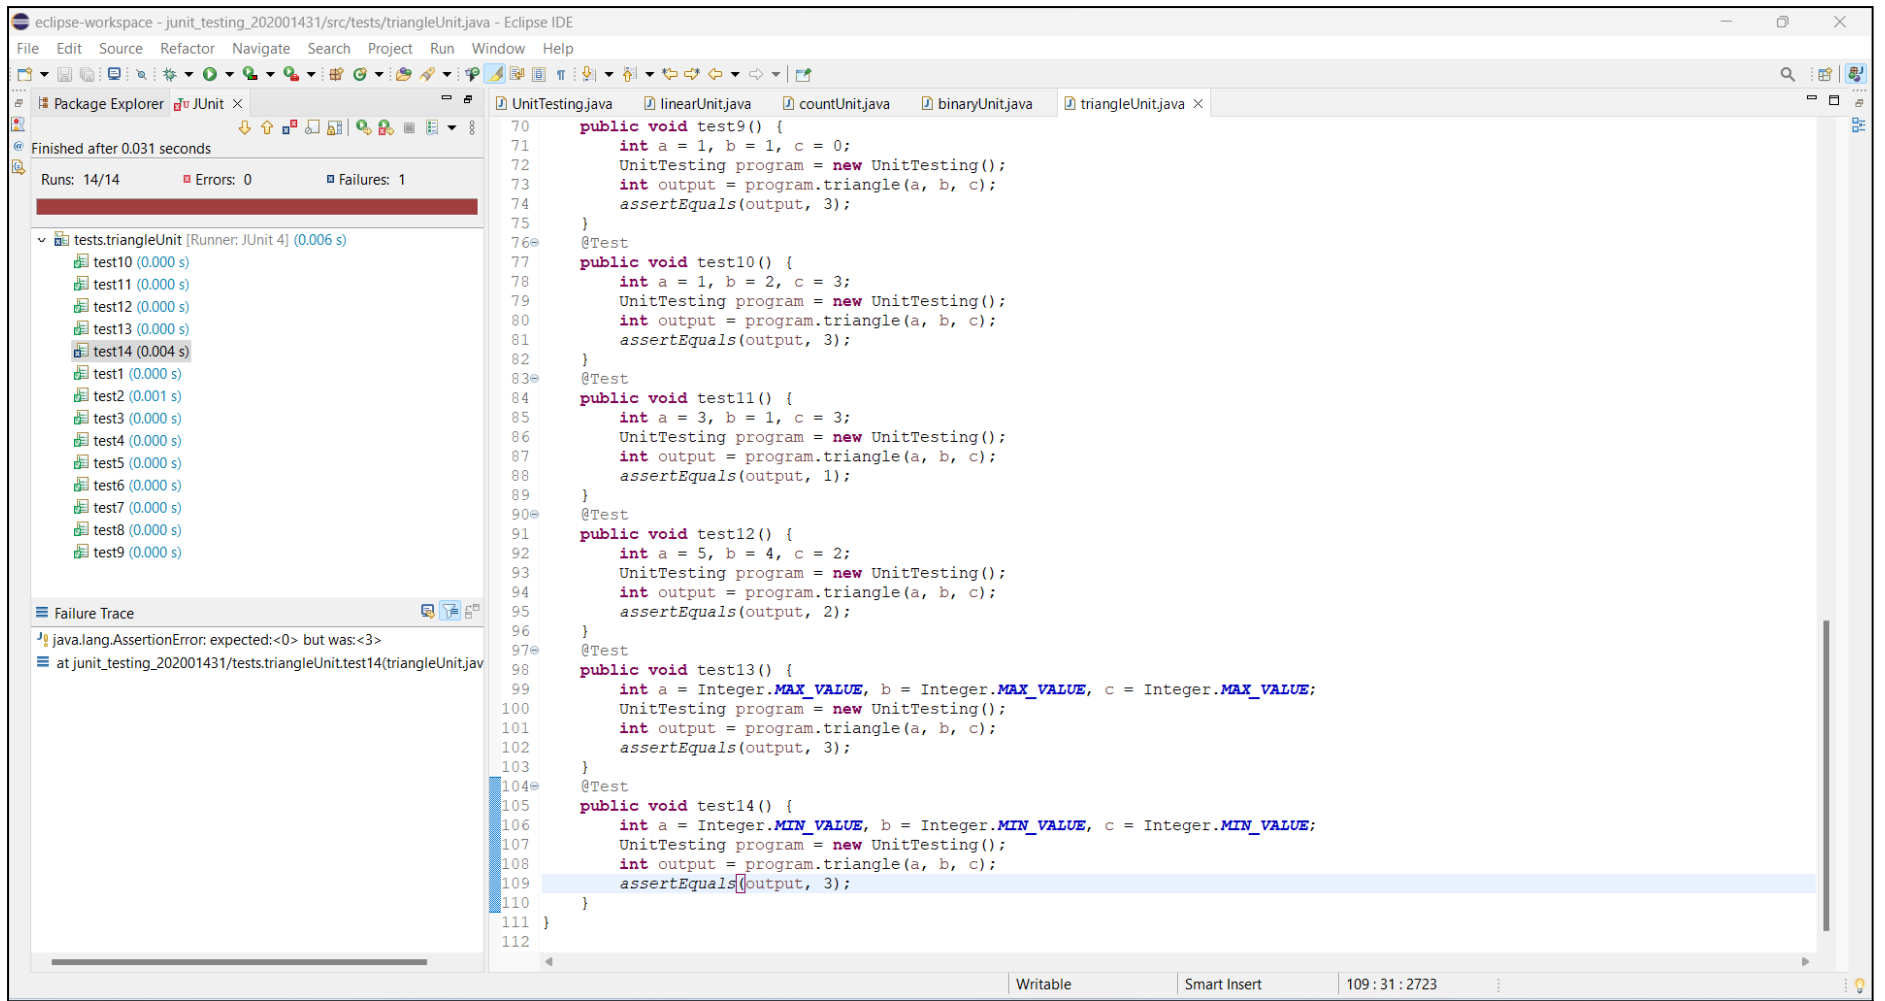 eclipse-workspace - junit_testing_202001431/src/tests/triangleUnit.java - Eclipse IDE
File Edit Source Refactor Navigate Search Project Run Window Help
Package Explorer JUnit
Finished after 0.031 seconds
Runs: 14/14 Errors: 0 Failures: 1
tests.triangleUnit [Runner: JUnit 4] (0.006 s)
test10 (0.000 s)
test11 (0.000 s)
test12 (0.000 s)
test13 (0.000 s)
test14 (0.004 s)
test1 (0.000 s)
test2 (0.001 s)
test3 (0.000 s)
test4 (0.000 s)
test5 (0.000 s)
test6 (0.000 s)
test7 (0.000 s)
test8 (0.000 s)
test9 (0.000 s)
Failure Trace
java.lang.AssertionError: expected:<0> but was:<3>
at junit_testing_202001431/tests.triangleUnit.test14(triangleUnit.jav
UnitTesting.java linearUnit.java countUnit.java binaryUnit.java triangleUnit.java
70 public void test9() {
71 int a = 1, b = 1, c = 0;
72 UnitTesting program = new UnitTesting();
73 int output = program.triangle(a, b, c);
74 assertEquals(output, 3);
75 }
76 @Test
77 public void test10() {
78 int a = 1, b = 2, c = 3;
79 UnitTesting program = new UnitTesting();
80 int output = program.triangle(a, b, c);
81 assertEquals(output, 3);
82 }
83 @Test
84 public void test11() {
85 int a = 3, b = 1, c = 3;
86 UnitTesting program = new UnitTesting();
87 int output = program.triangle(a, b, c);
88 assertEquals(output, 1);
89 }
90 @Test
91 public void test12() {
92 int a = 5, b = 4, c = 2;
93 UnitTesting program = new UnitTesting();
94 int output = program.triangle(a, b, c);
95 assertEquals(output, 2);
96 }
97 @Test
98 public void test13() {
99 int a = Integer.MAX_VALUE, b = Integer.MAX_VALUE, c = Integer.MAX_VALUE;
100 UnitTesting program = new UnitTesting();
101 int output = program.triangle(a, b, c);
102 assertEquals(output, 3);
103 }
104 @Test
105 public void test14() {
106 int a = Integer.MIN_VALUE, b = Integer.MIN_VALUE, c = Integer.MIN_VALUE;
107 UnitTesting program = new UnitTesting();
108 int output = program.triangle(a, b, c);
109 assertEquals(output, 3);
110 }
111 }
112
Writable Smart Insert 109 : 31 : 2723